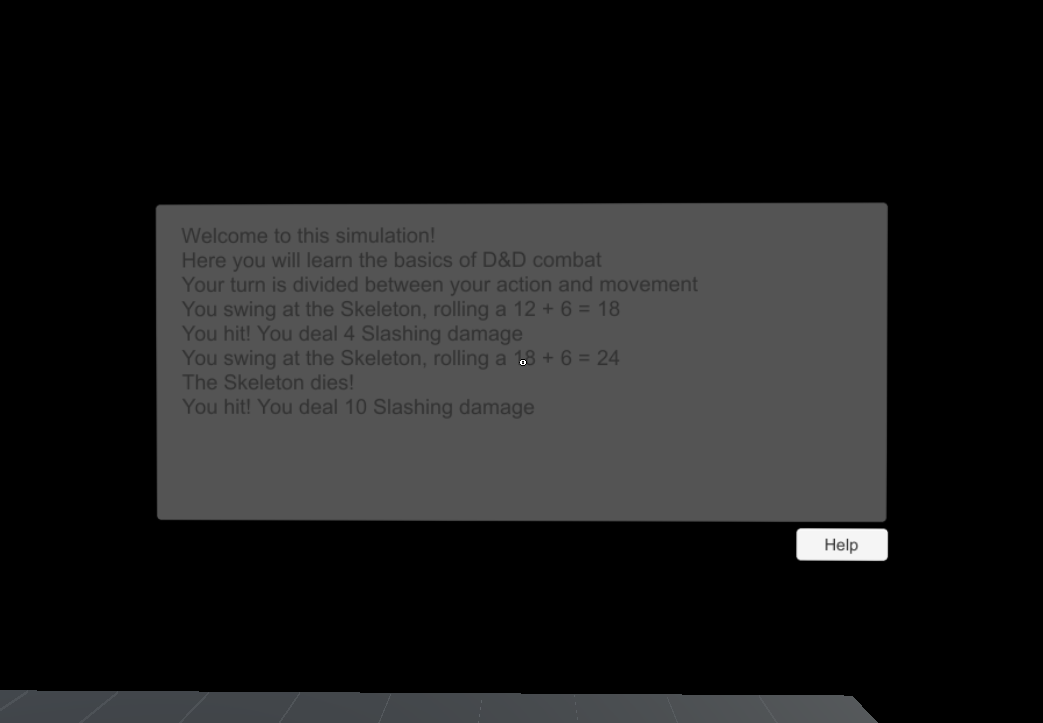 Welcome to this simulation!
Here you will learn the basics of D&D combat
Your turn is divided between your action and movement
You swing at the Skeleton, rolling a 12 + 6 = 18
You hit! You deal 4 Slashing damage
You swing at the Skeleton, rolling a 18 + 6 = 24
The Skeleton dies!
You hit! You deal 10 Slashing damage
Help